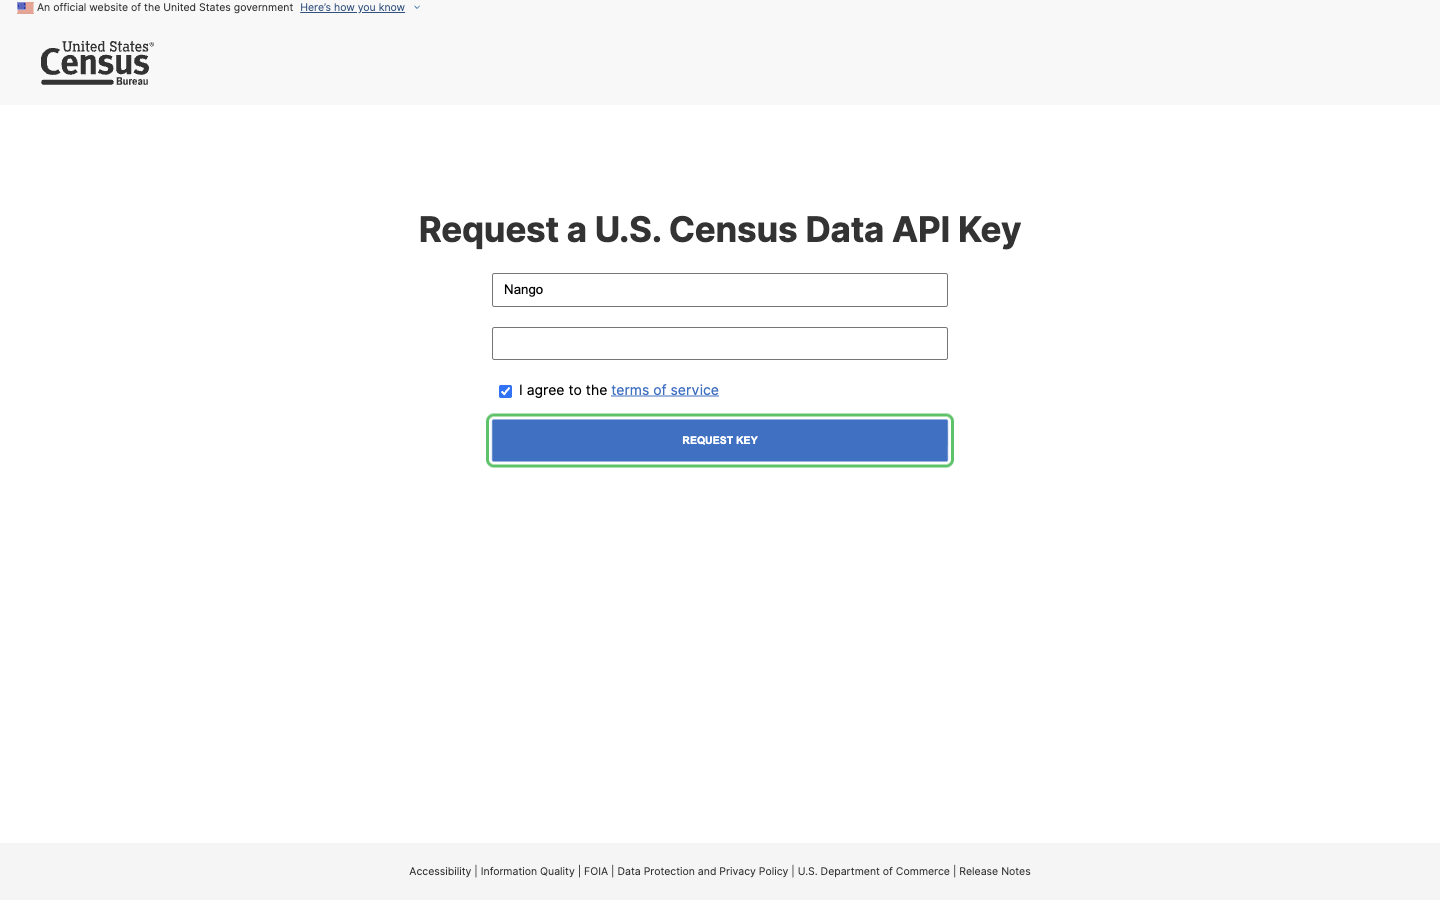 An official website of the United States government Here's how you know
United States®
Census
Bureau
Request a U.S. Census Data API Key
Nango
I agree to the terms of service
REQUEST KEY
Accessibility | Information Quality | FOIA | Data Protection and Privacy Policy | U.S. Department of Commerce | Release Notes